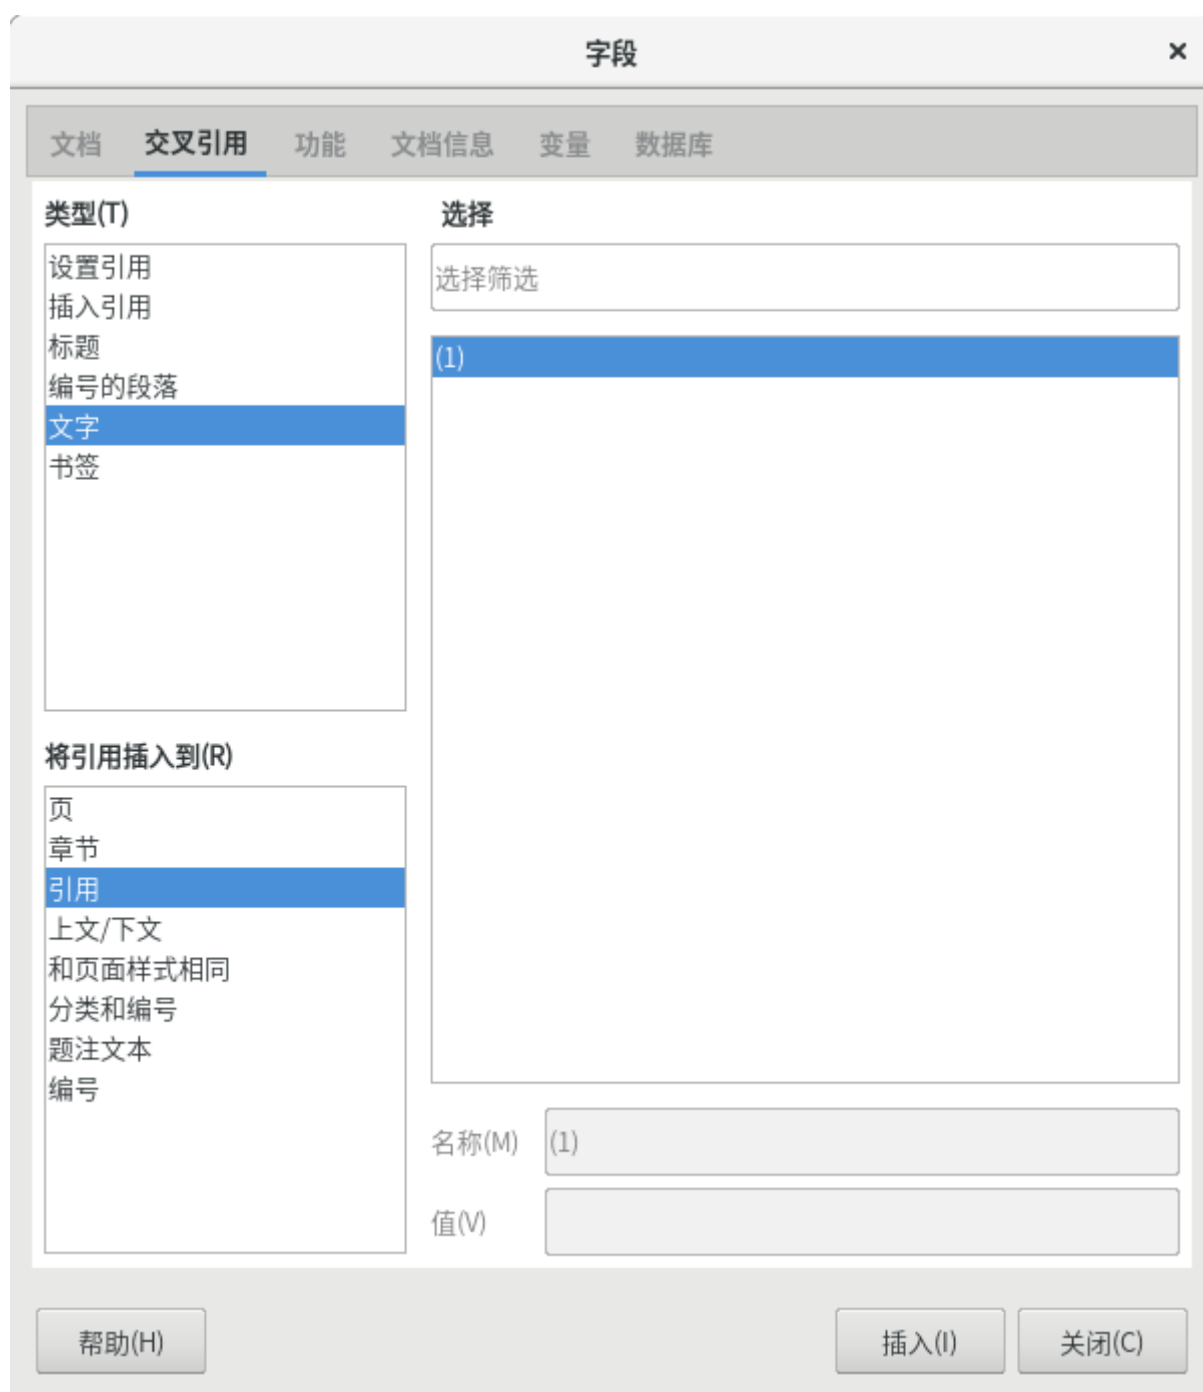 字段
文档 交叉引用 功能 文档信息 变量 数据库
类型(T)
设置引用
插入引用
标题
编号的段落
文字
书签
将引用插入到(R)
页
章节
引用
上文/下文
和页面样式相同
分类和编号
题注文本
编号
选择
选择筛选
(1)
名称(M) (1)
值(V)
帮助(H) 插入(I) 关闭(C)